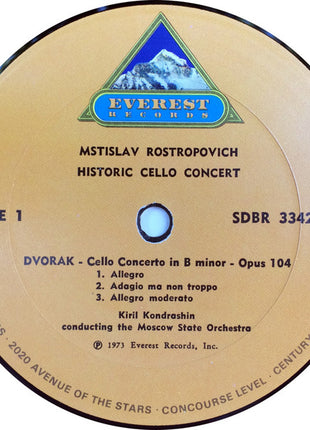 EVEREST
RECORDS
MSTISLAV ROSTROPOVICH
HISTORIC CELLO CONCERT
E 1
SDBR 3342
DVORAK - Cello Concerto in B minor - Opus 104
1. Allegro
2. Adagio ma non troppo
3. Allegro moderato
Kiril Kondrashin
conducting the Moscow State Orchestra
Ⓟ 1973 Everest Records, Inc.
2020 AVENUE OF THE STARS - CONCOURSE LEVEL - CENTURY